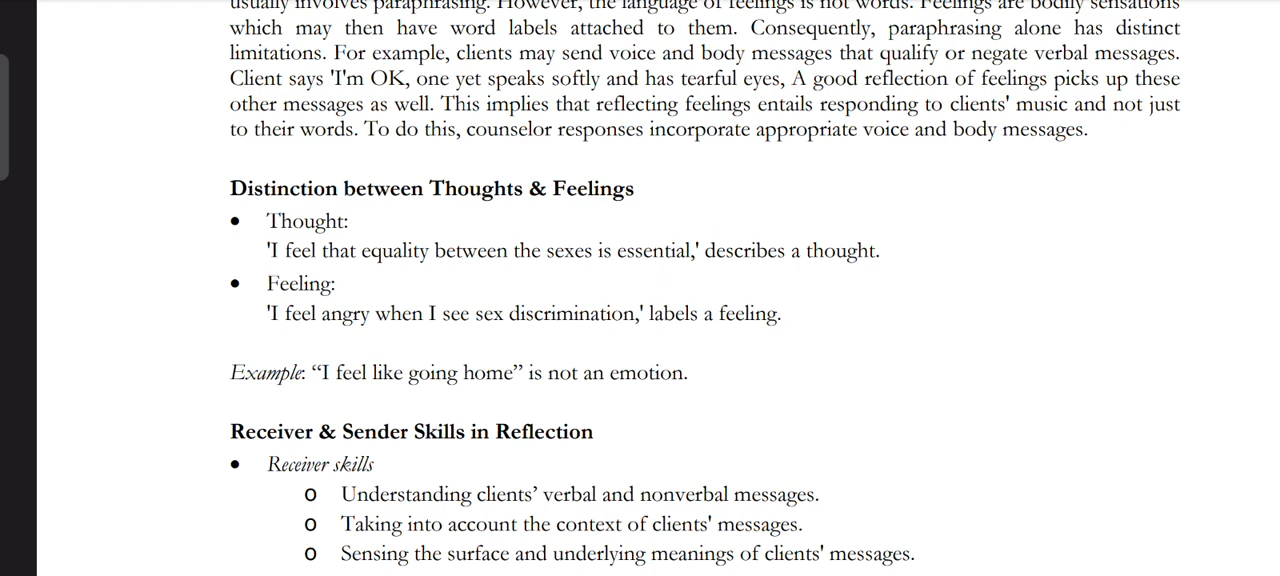 usually involves paraphrasing. However, the language of feelings is not words. Feelings are bodily sensations
which may then have word labels attached to them. Consequently, paraphrasing alone has distinct
limitations. For example, clients may send voice and body messages that qualify or negate verbal messages.
Client says 'I'm OK, one yet speaks softly and has tearful eyes, A good reflection of feelings picks up these
other messages as well. This implies that reflecting feelings entails responding to clients' music and not just
to their words. To do this, counselor responses incorporate appropriate voice and body messages.
Distinction between Thoughts & Feelings
• Thought:
'I feel that equality between the sexes is essential,' describes a thought.
• Feeling:
'I feel angry when I see sex discrimination,' labels a feeling.
Example: “I feel like going home” is not an emotion.
Receiver & Sender Skills in Reflection
• Receiver skills
o Understanding clients’ verbal and nonverbal messages.
o Taking into account the context of clients' messages.
o Sensing the surface and underlying meanings of clients' messages.